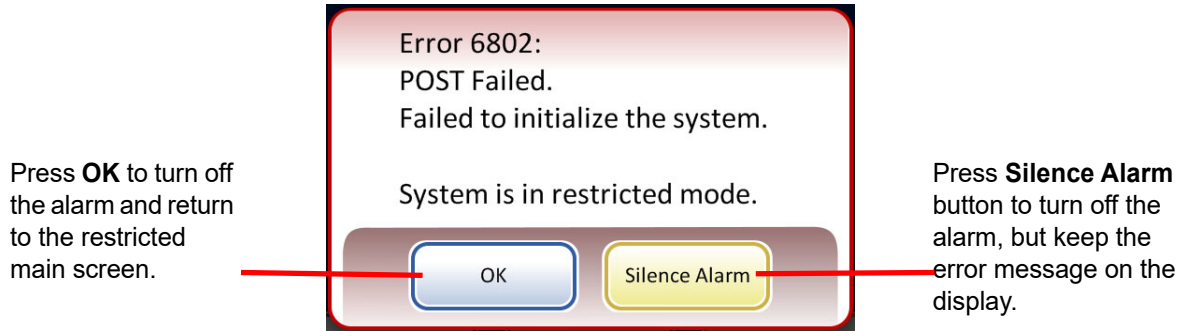 Error 6802:
POST Failed.
Failed to initialize the system.
System is in restricted mode.
Press OK to turn off
the alarm and return
to the restricted
main screen.
OK
Silence Alarm
Press Silence Alarm
button to turn off the
alarm, but keep the
error message on the
display.